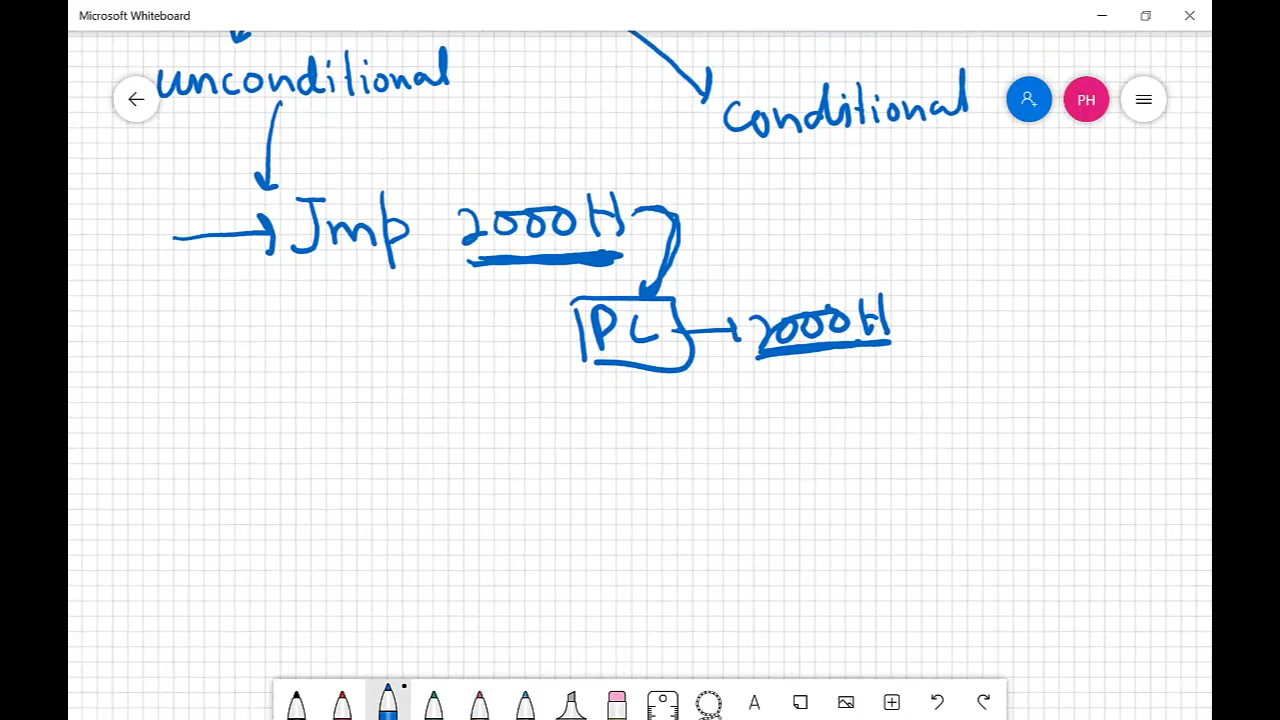 Microsoft Whiteboard
unconditional
conditional
PH
Jmp 2000H
PC 2000H
A